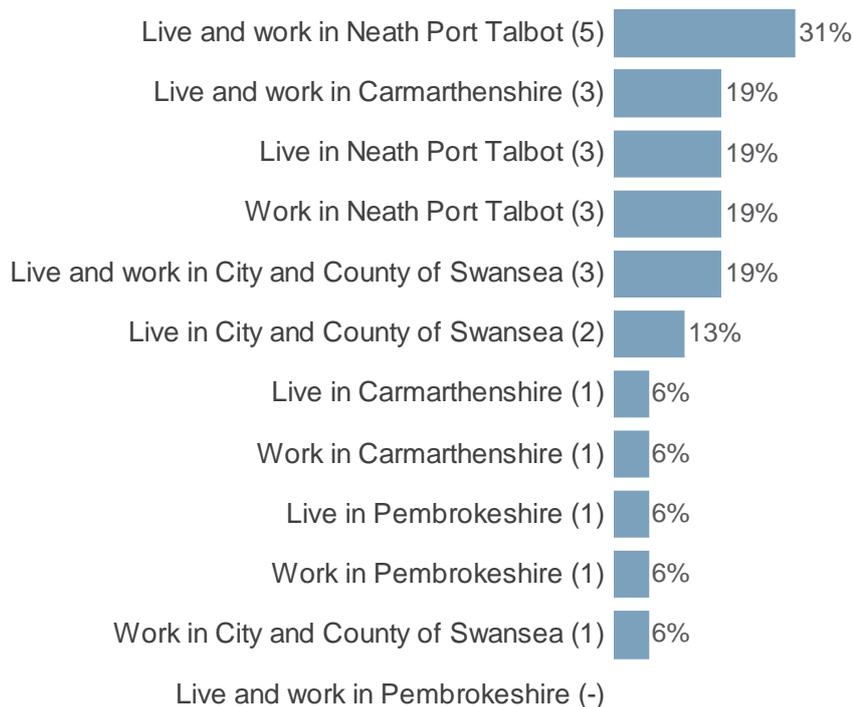 Live and work in Neath Port Talbot (5) 31%
Live and work in Carmarthenshire (3) 19%
Live in Neath Port Talbot (3) 19%
Work in Neath Port Talbot (3) 19%
Live and work in City and County of Swansea (3) 19%
Live in City and County of Swansea (2) 13%
Live in Carmarthenshire (1) 6%
Work in Carmarthenshire (1) 6%
Live in Pembrokeshire (1) 6%
Work in Pembrokeshire (1) 6%
Work in City and County of Swansea (1) 6%
Live and work in Pembrokeshire (-)